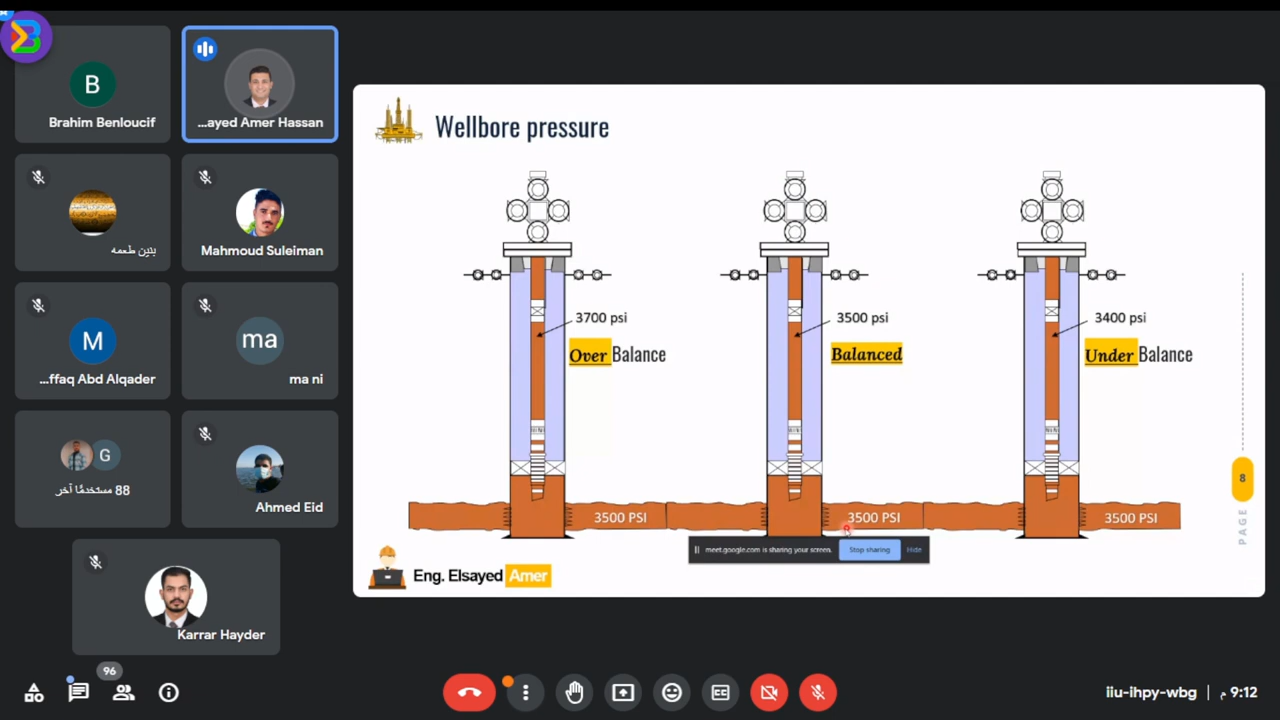 B
Brahim Benloucif
...ayed Amer Hassan
بنين طعمه
Mahmoud Suleiman
M
...ffaq Abd Alqader
ma
ma ni
G
88 مستخدمًا آخر
Ahmed Eid
Karrar Hayder
Wellbore pressure
3700 psi
Over Balance
3500 PSI
3500 psi
Balanced
3500 PSI
3400 psi
Under Balance
3500 PSI
8
PAGE
meet.google.com is sharing your screen.
Stop sharing
Hide
Eng. Elsayed Amer
96
iiu-ihpy-wbg
9:12 م